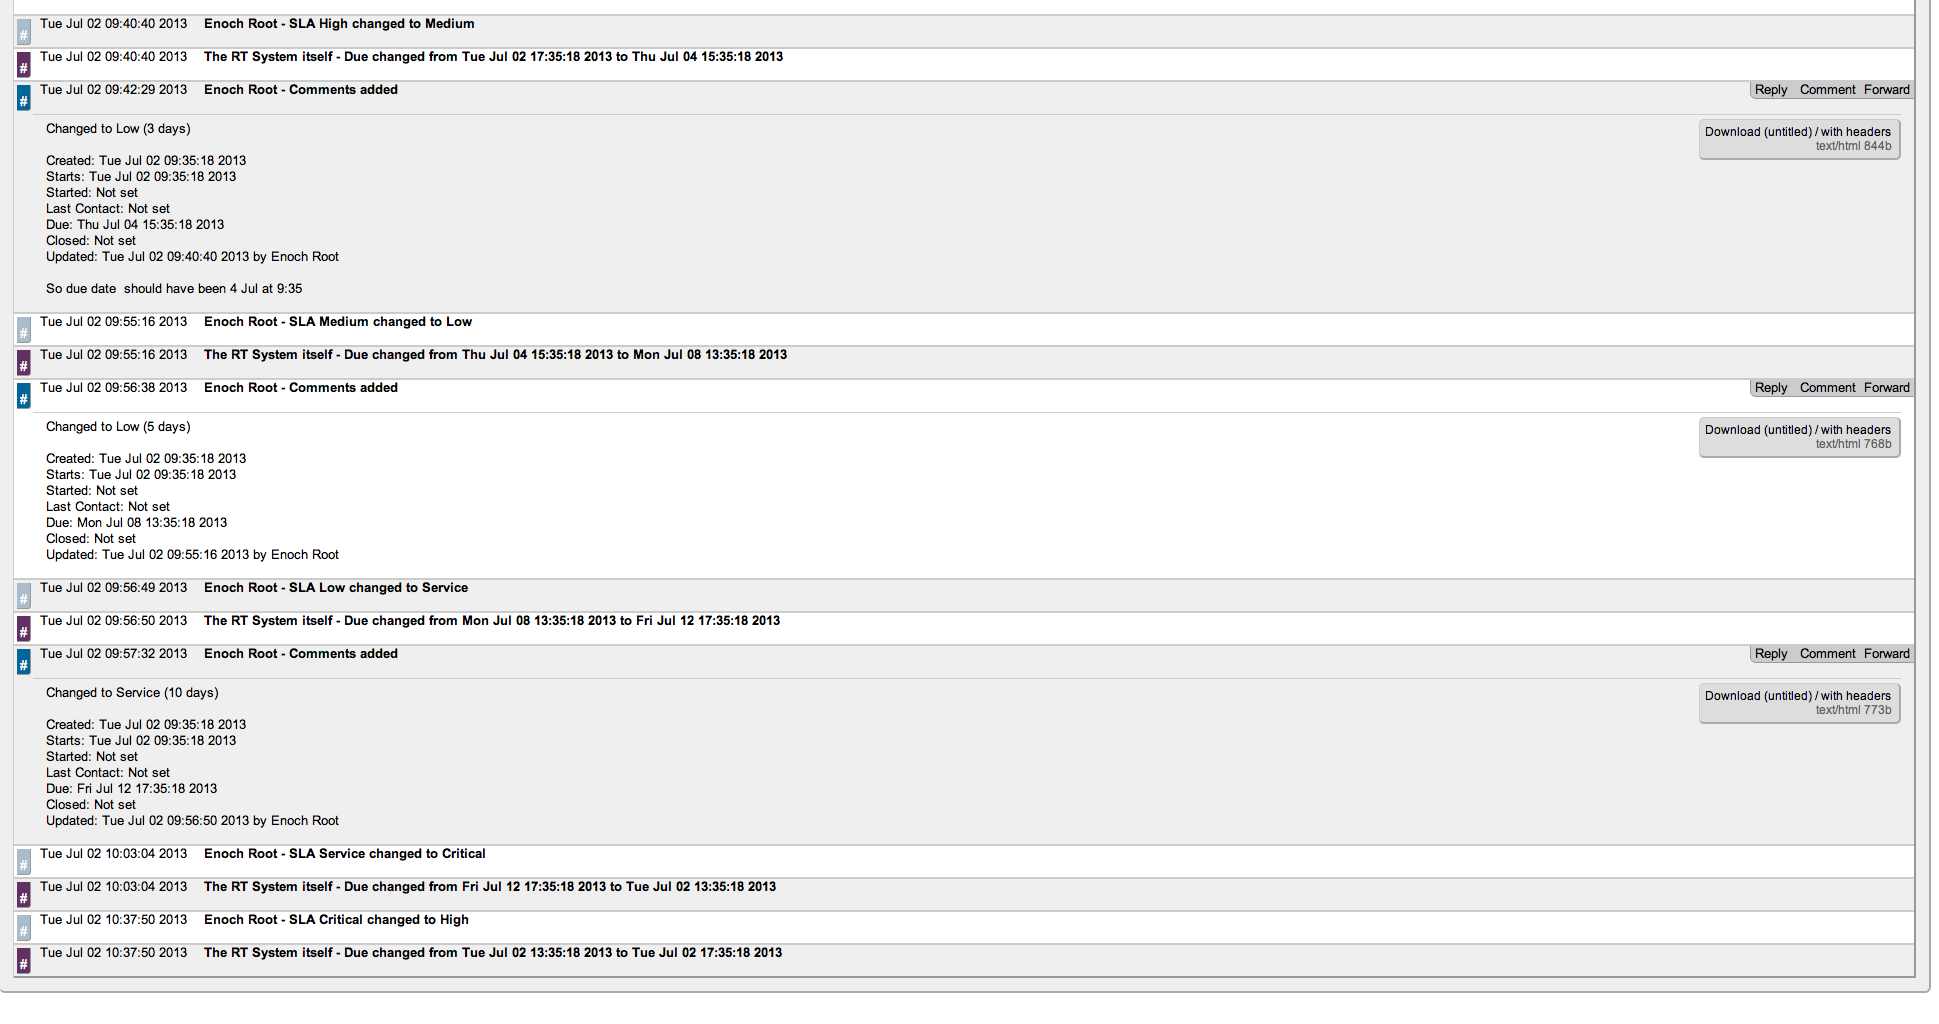 # Tue Jul 02 09:40:40 2013 Enoch Root - SLA High changed to Medium
# Tue Jul 02 09:40:40 2013 The RT System itself - Due changed from Tue Jul 02 17:35:18 2013 to Thu Jul 04 15:35:18 2013
# Tue Jul 02 09:42:29 2013 Enoch Root - Comments added Reply Comment Forward
Changed to Low (3 days)
Download (untitled) / with headers
text/html 844b
Created: Tue Jul 02 09:35:18 2013
Starts: Tue Jul 02 09:35:18 2013
Started: Not set
Last Contact: Not set
Due: Thu Jul 04 15:35:18 2013
Closed: Not set
Updated: Tue Jul 02 09:40:40 2013 by Enoch Root
So due date  should have been 4 Jul at 9:35
# Tue Jul 02 09:55:16 2013 Enoch Root - SLA Medium changed to Low
# Tue Jul 02 09:55:16 2013 The RT System itself - Due changed from Thu Jul 04 15:35:18 2013 to Mon Jul 08 13:35:18 2013
# Tue Jul 02 09:56:38 2013 Enoch Root - Comments added Reply Comment Forward
Changed to Low (5 days)
Download (untitled) / with headers
text/html 768b
Created: Tue Jul 02 09:35:18 2013
Starts: Tue Jul 02 09:35:18 2013
Started: Not set
Last Contact: Not set
Due: Mon Jul 08 13:35:18 2013
Closed: Not set
Updated: Tue Jul 02 09:55:16 2013 by Enoch Root
# Tue Jul 02 09:56:49 2013 Enoch Root - SLA Low changed to Service
# Tue Jul 02 09:56:50 2013 The RT System itself - Due changed from Mon Jul 08 13:35:18 2013 to Fri Jul 12 17:35:18 2013
# Tue Jul 02 09:57:32 2013 Enoch Root - Comments added Reply Comment Forward
Changed to Service (10 days)
Download (untitled) / with headers
text/html 773b
Created: Tue Jul 02 09:35:18 2013
Starts: Tue Jul 02 09:35:18 2013
Started: Not set
Last Contact: Not set
Due: Fri Jul 12 17:35:18 2013
Closed: Not set
Updated: Tue Jul 02 09:56:50 2013 by Enoch Root
# Tue Jul 02 10:03:04 2013 Enoch Root - SLA Service changed to Critical
# Tue Jul 02 10:03:04 2013 The RT System itself - Due changed from Fri Jul 12 17:35:18 2013 to Tue Jul 02 13:35:18 2013
# Tue Jul 02 10:37:50 2013 Enoch Root - SLA Critical changed to High
# Tue Jul 02 10:37:50 2013 The RT System itself - Due changed from Tue Jul 02 13:35:18 2013 to Tue Jul 02 17:35:18 2013